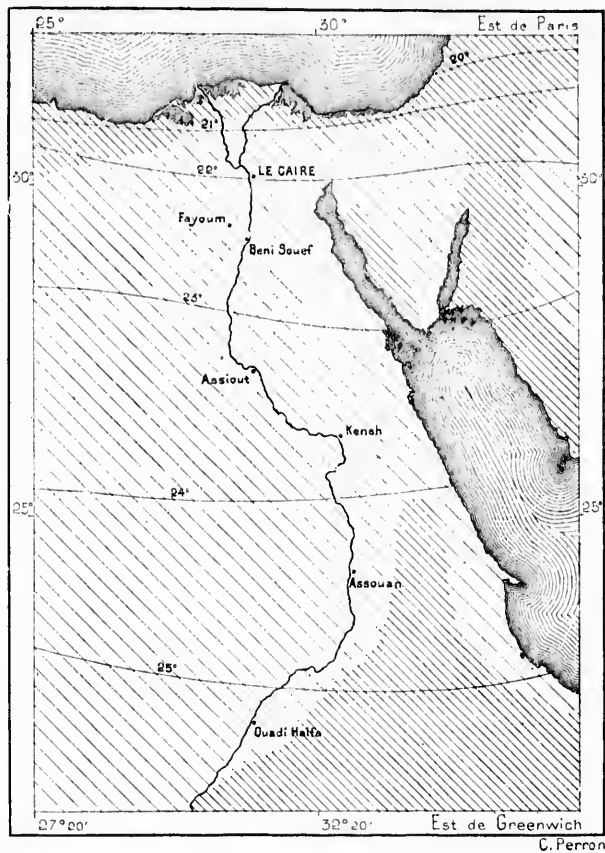 25° 30° Est de Paris
20°
21°
22° LE CAIRE
30° 30°
Fayoum
Beni Souef
23°
Assiout
Kenah
24°
25° 25°
Assouan
25°
Ouadi Halfa
27°20' 32°20' Est de Greenwich
C. Perron